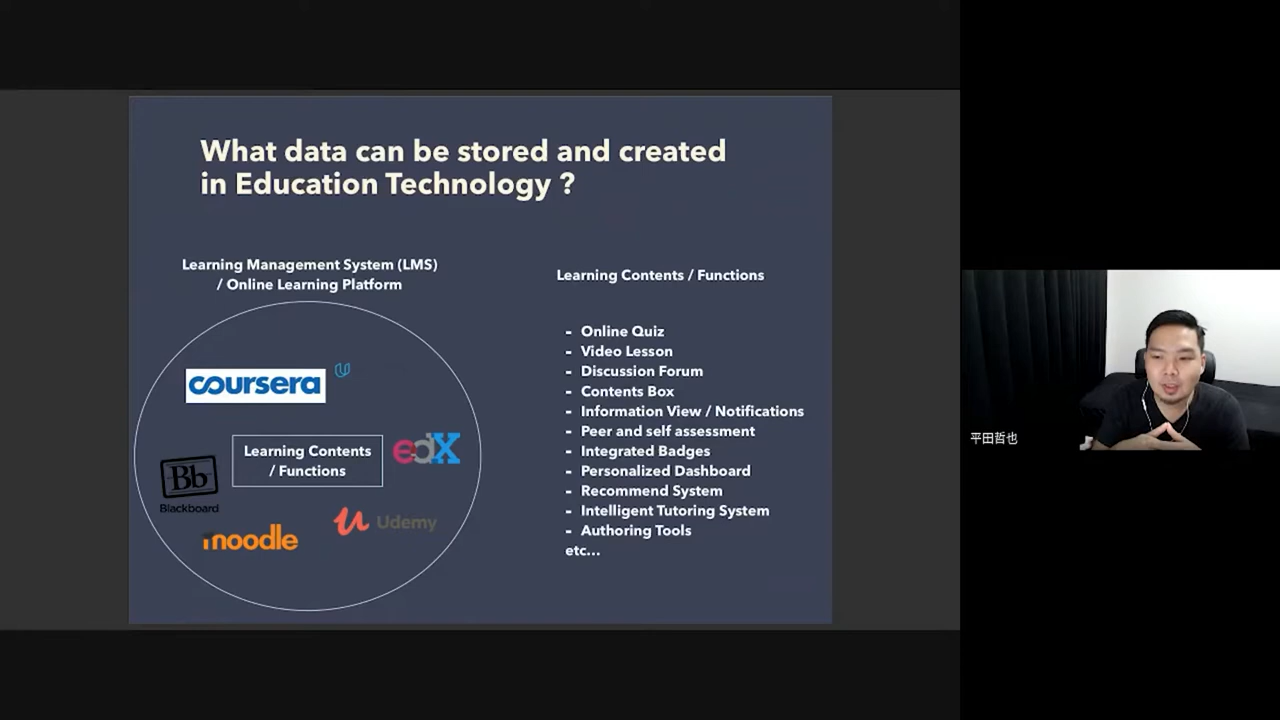 What data can be stored and created
in Education Technology ?
Learning Management System (LMS)
/ Online Learning Platform
coursera
Learning Contents
/ Functions
edX
Bb
Blackboard
Udemy
moodle
Learning Contents / Functions
- Online Quiz
- Video Lesson
- Discussion Forum
- Contents Box
- Information View / Notifications
- Peer and self assessment
- Integrated Badges
- Personalized Dashboard
- Recommend System
- Intelligent Tutoring System
- Authoring Tools
etc...
平田哲也